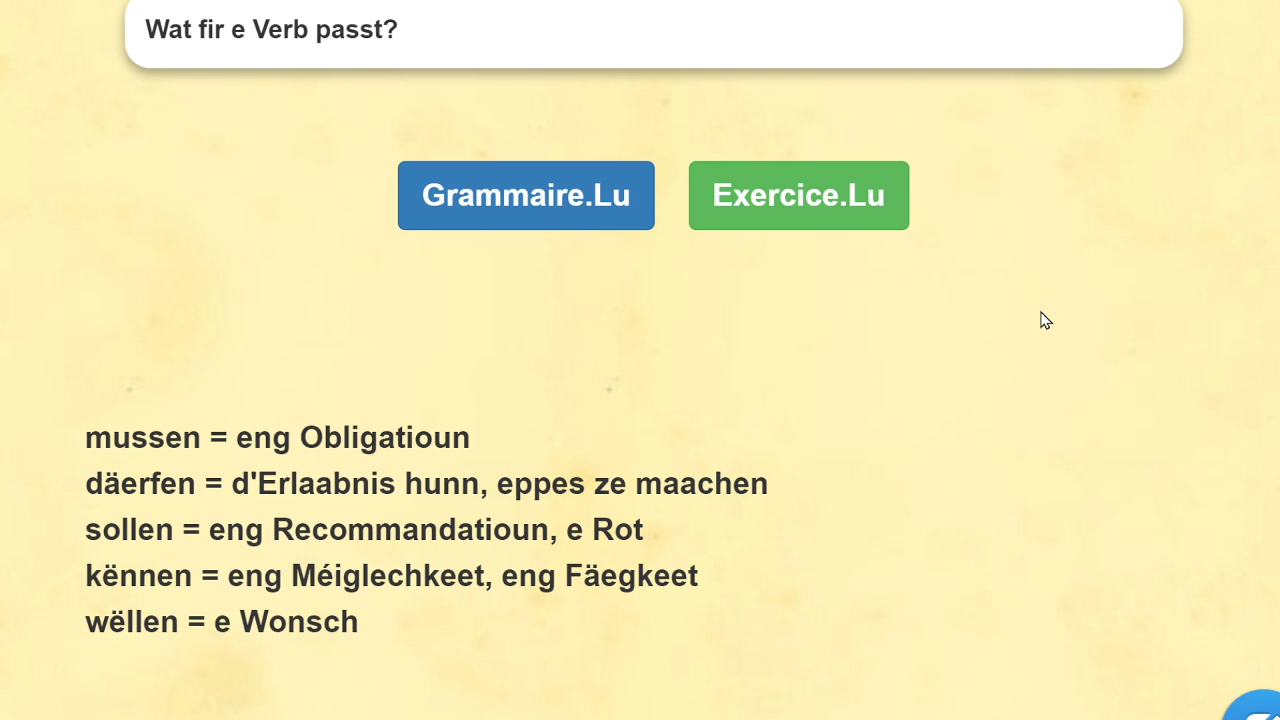 Wat fir e Verb passt?
Grammaire.Lu
Exercice.Lu
mussen = eng Obligatioun
däerfen = d'Erlaabnis hunn, eppes ze maachen
sollen = eng Recommandatioun, e Rot
kënnen = eng Méiglechkeet, eng Fäegkeet
wëllen = e Wonsch